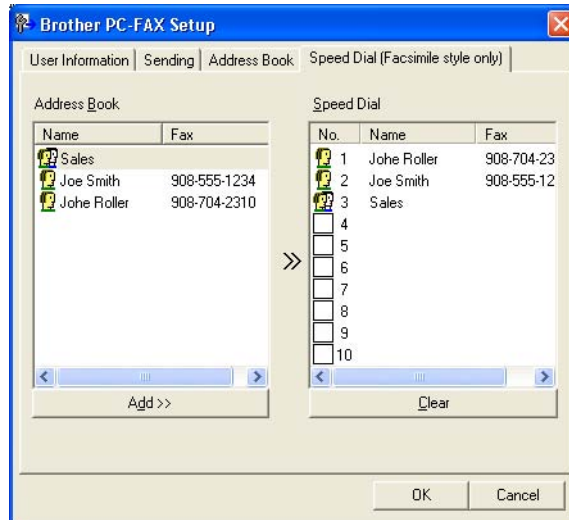 Brother PC-FAX Setup
User Information Sending Address Book Speed Dial (Facsimile style only)
Address Book Speed Dial
Name Fax No. Name Fax
Sales 1 Johe Roller 908-704-23
Joe Smith 908-555-1234 2 Joe Smith 908-555-12
Johe Roller 908-704-2310 3 Sales
4
5
>>
6
7
8
9
10
Add >> Clear
OK Cancel